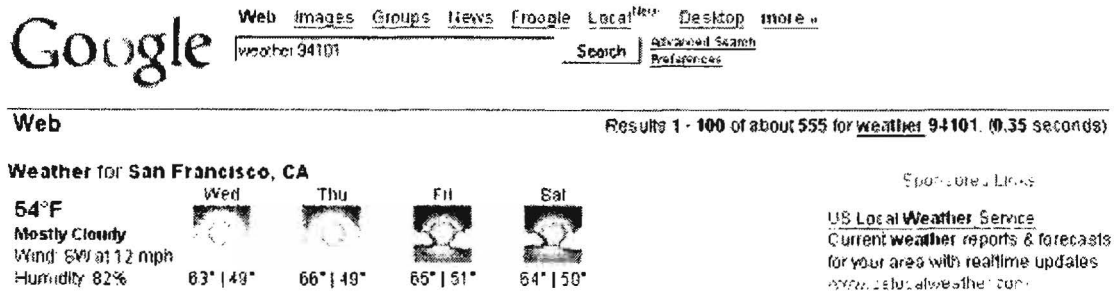 Google
Web Images Groups News Froogle Local New! Desktop more »
weather 94101
Search
Advanced Search
Preferences
Web
Results 1 - 100 of about 555 for weather 94101. (0.35 seconds)
Weather for San Francisco, CA
Wed Thu Fri Sat
54°F
Mostly Cloudy
Wind: SW at 12 mph
Humidity: 82%
63° | 49° 66° | 49° 65° | 51° 64° | 50°
Sponsored Links
US Local Weather Service
Current weather reports & forecasts
for your area with realtime updates
www.uslocalweather.com